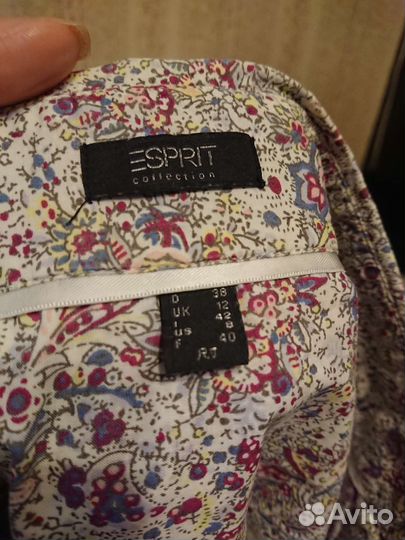 ESPRIT
collection
D 38
UK 12
I 42
US 8
F 40
Avito